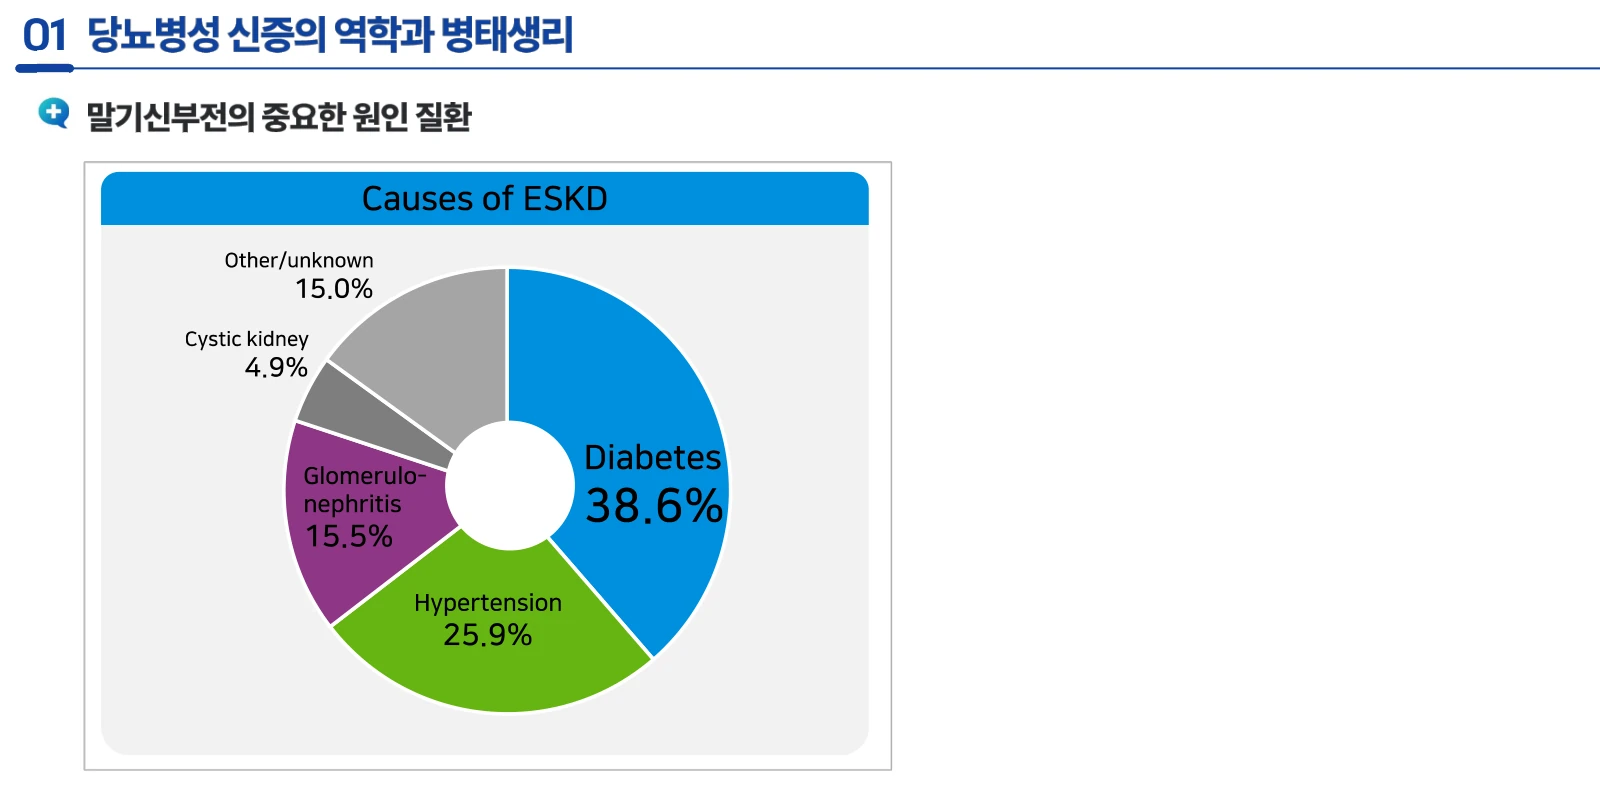 01 당뇨병성 신증의 역학과 병태생리
말기신부전의 중요한 원인 질환
Causes of ESKD
Other/unknown
15.0%
Cystic kidney
4.9%
Diabetes
38.6%
Glomerulo-
nephritis
15.5%
Hypertension
25.9%